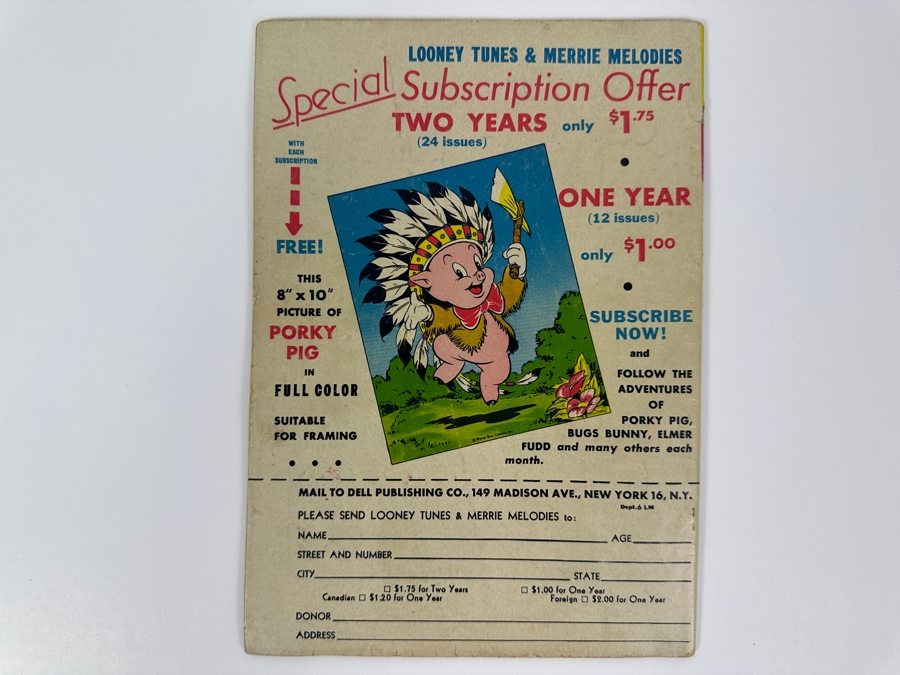 LOONEY TUNES & MERRIE MELODIES
Special Subscription Offer
TWO YEARS only $1.75
(24 issues)
WITH
EACH
SUBSCRIPTION
FREE!
THIS
8" x 10"
PICTURE OF
PORKY
PIG
IN
FULL COLOR
SUITABLE
FOR FRAMING
ONE YEAR
(12 issues)
only $1.00
SUBSCRIBE
NOW!
and
FOLLOW THE
ADVENTURES
OF
PORKY PIG,
BUGS BUNNY, ELMER
FUDD and many others each
month.
MAIL TO DELL PUBLISHING CO., 149 MADISON AVE., NEW YORK 16, N.Y.
Dept. 6 LM
PLEASE SEND LOONEY TUNES & MERRIE MELODIES to:
NAME AGE
STREET AND NUMBER
CITY STATE
$1.75 for Two Years $1.00 for One Year
Canadian $1.20 for One Year Foreign $2.00 for One Year
DONOR
ADDRESS